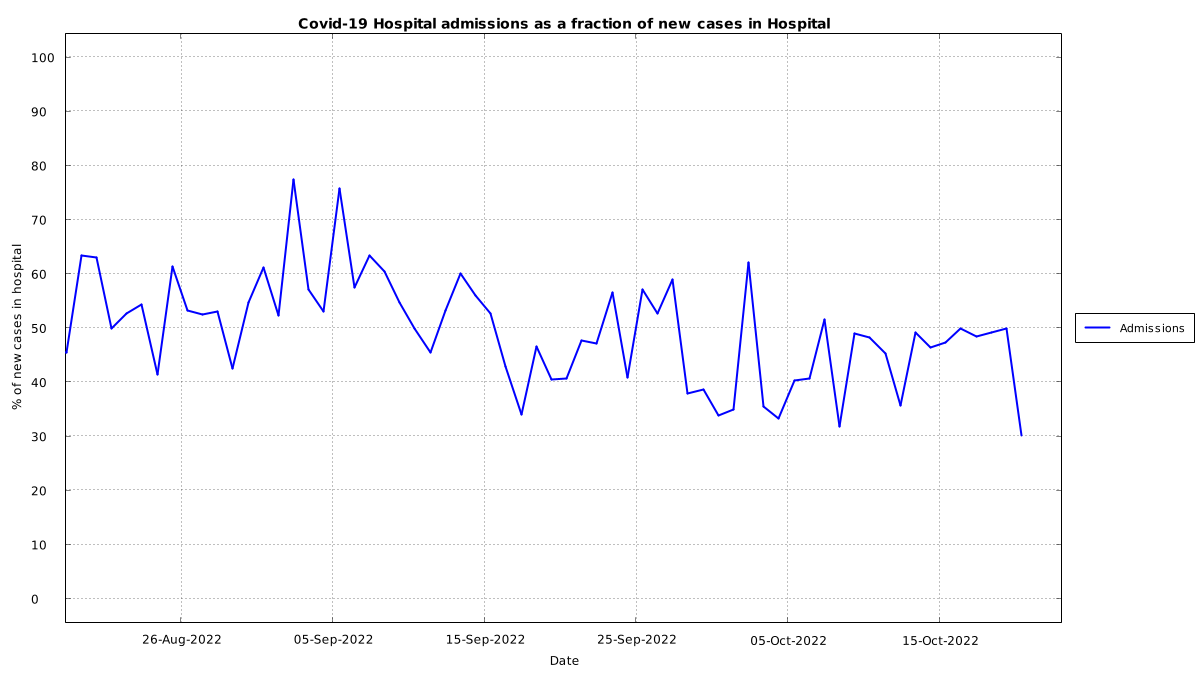 Covid-19 Hospital admissions as a fraction of new cases in Hospital
100
90
80
70
60
50
40
30
20
10
0
% of new cases in hospital
26-Aug-2022
05-Sep-2022
15-Sep-2022
25-Sep-2022
05-Oct-2022
15-Oct-2022
Date
Admissions